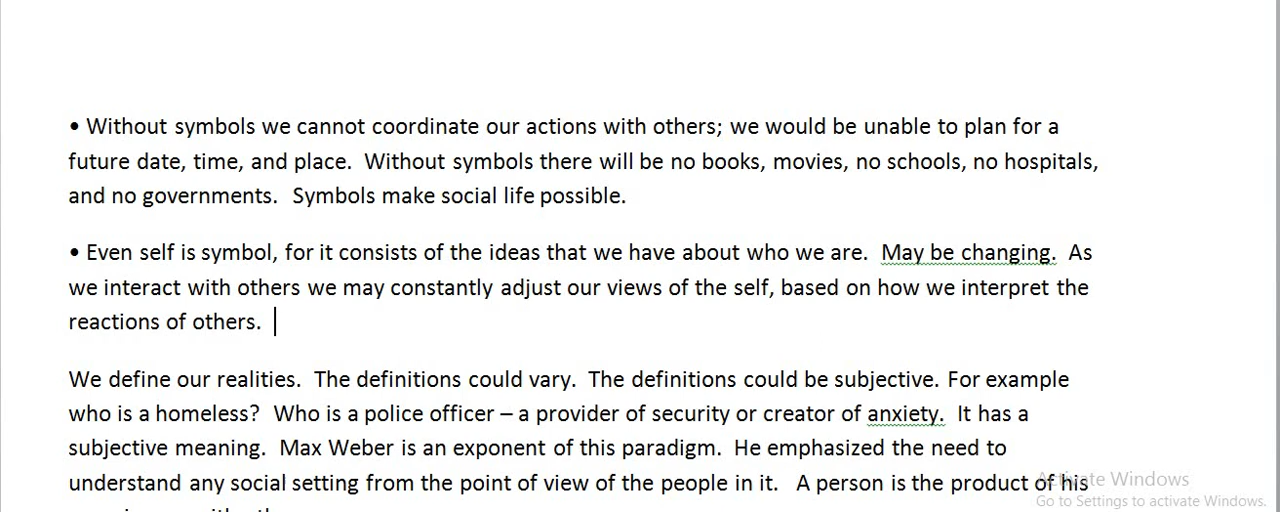 • Without symbols we cannot coordinate our actions with others; we would be unable to plan for a
future date, time, and place.  Without symbols there will be no books, movies, no schools, no hospitals,
and no governments.  Symbols make social life possible.
• Even self is symbol, for it consists of the ideas that we have about who we are.  May be changing.  As
we interact with others we may constantly adjust our views of the self, based on how we interpret the
reactions of others.
We define our realities.  The definitions could vary.  The definitions could be subjective. For example
who is a homeless?  Who is a police officer – a provider of security or creator of anxiety.  It has a
subjective meaning.  Max Weber is an exponent of this paradigm.  He emphasized the need to
understand any social setting from the point of view of the people in it.   A person is the product of his
Activate Windows
Go to Settings to activate Windows.